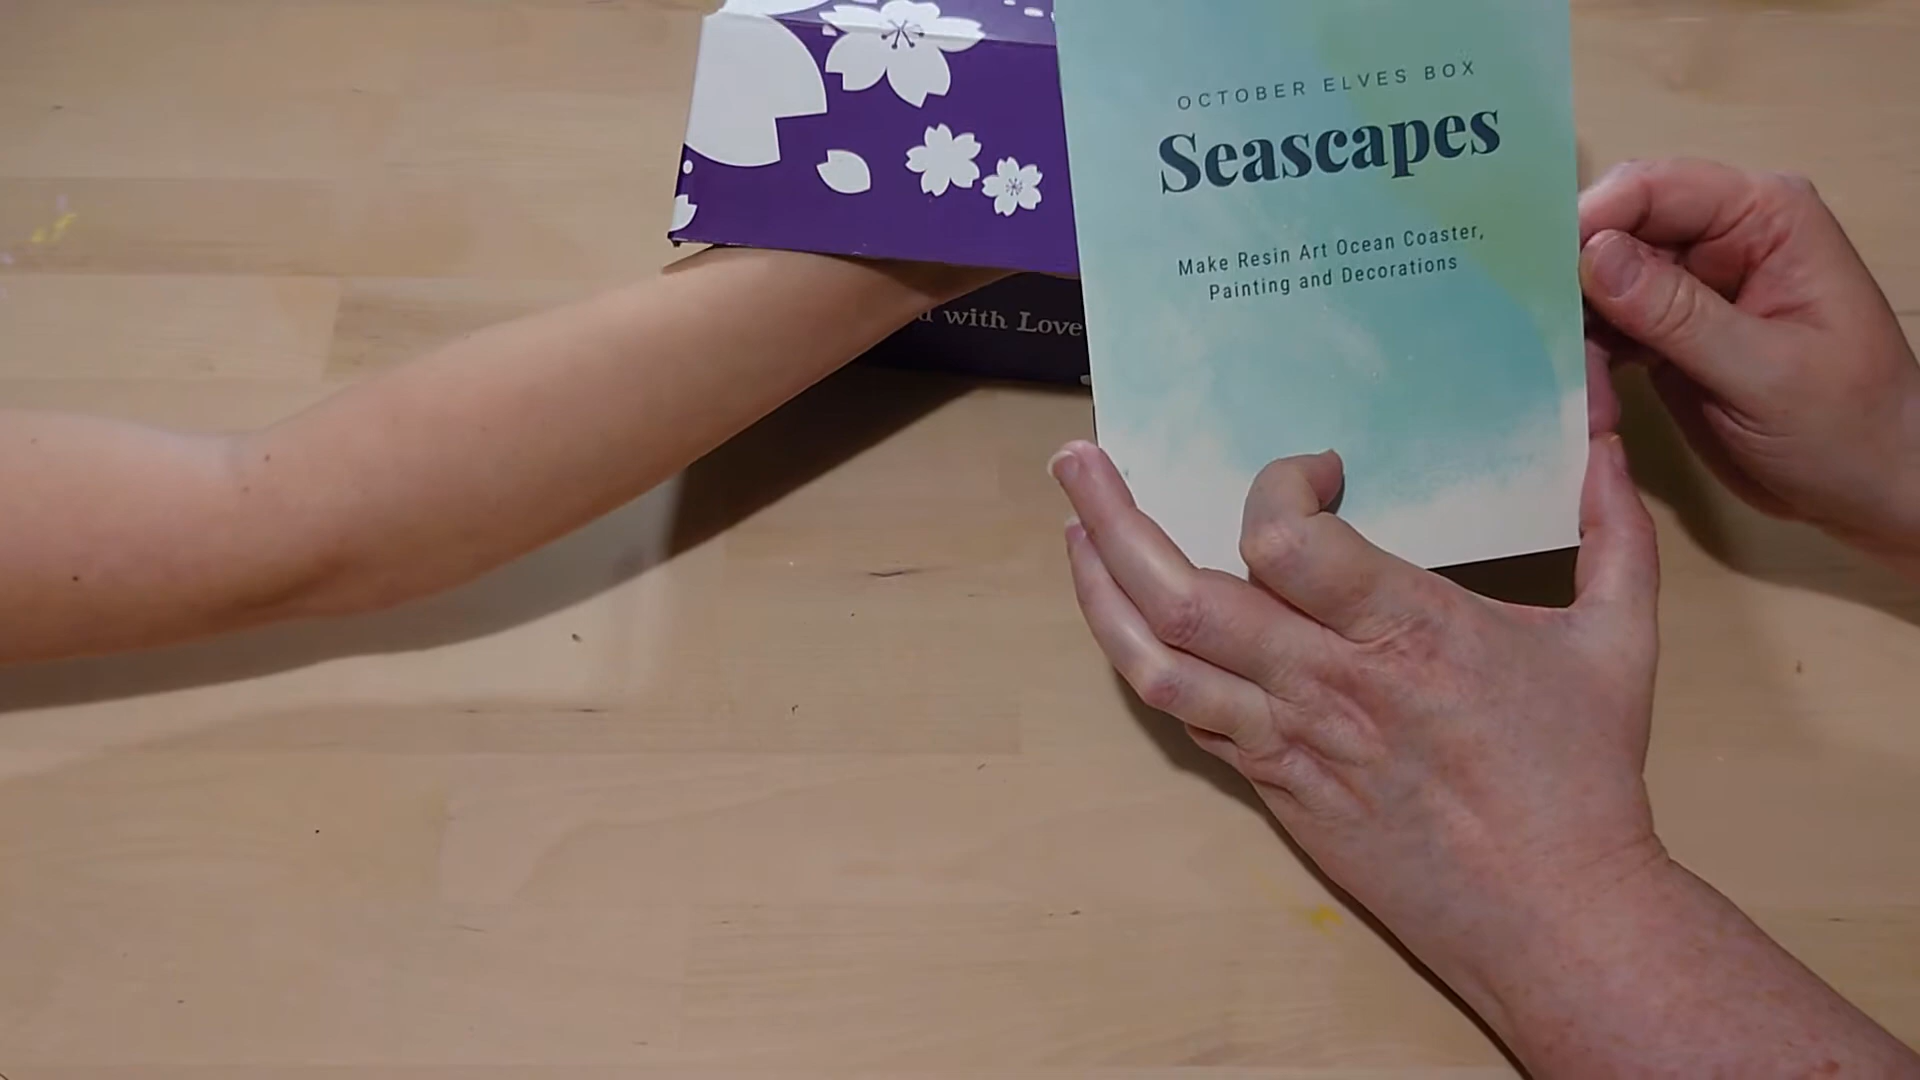 OCTOBER ELVES BOX
Seascapes
Make Resin Art Ocean Coaster,
Painting and Decorations
with Love